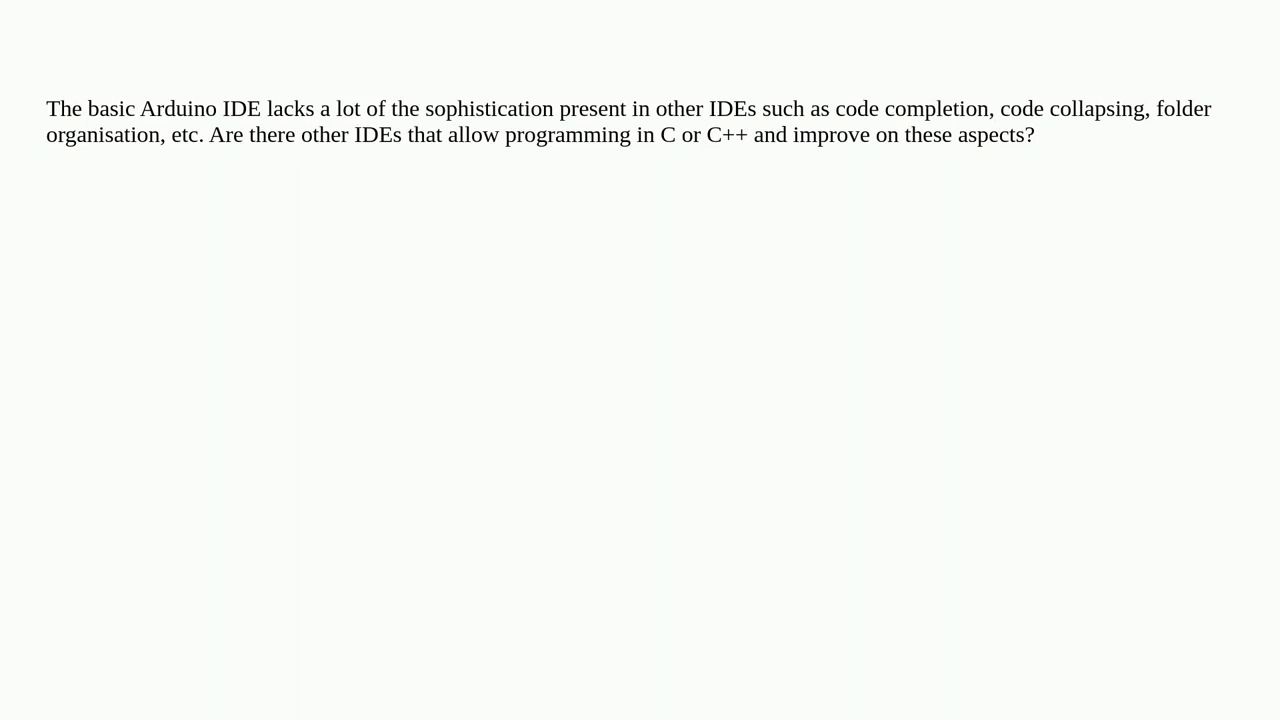 The basic Arduino IDE lacks a lot of the sophistication present in other IDEs such as code completion, code collapsing, folder
organisation, etc. Are there other IDEs that allow programming in C or C++ and improve on these aspects?